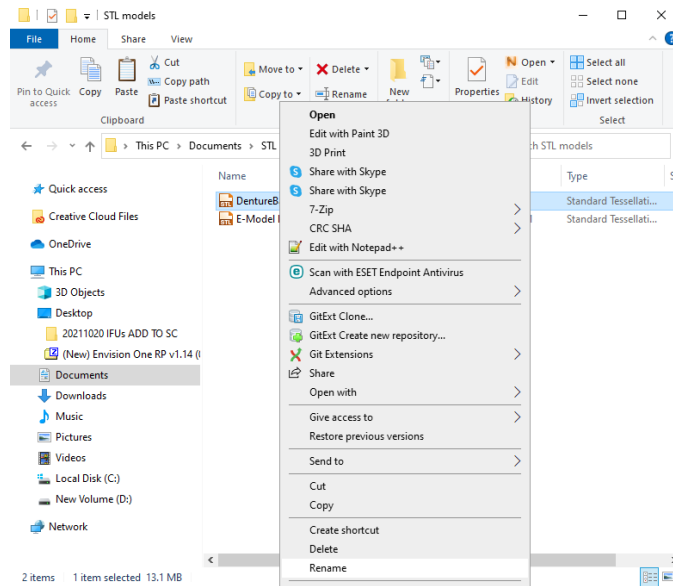 STL models
File Home Share View
Pin to Quick access
Copy
Paste
Cut
Copy path
Paste shortcut
Clipboard
Move to
Copy to
Delete
Rename
New
Properties
Open
Edit
History
Select all
Select none
Invert selection
Select
This PC Documents STL
STL models
Name
Type
Quick access
Creative Cloud Files
OneDrive
This PC
3D Objects
Desktop
20211020 IFUs ADD TO SC
(New) Envision One RP v1.14
Documents
Downloads
Music
Pictures
Videos
Local Disk (C:)
New Volume (D:)
Network
STL
Standard Tessellati...
STL E-Model
Standard Tessellati...
Open
Edit with Paint 3D
3D Print
Share with Skype
Share with Skype
7-Zip
CRC SHA
Edit with Notepad++
Scan with ESET Endpoint Antivirus
Advanced options
GitExt Clone...
GitExt Create new repository...
Git Extensions
Share
Open with
Give access to
Restore previous versions
Send to
Cut
Copy
Create shortcut
Delete
Rename
2 items 1 item selected 13.1 MB